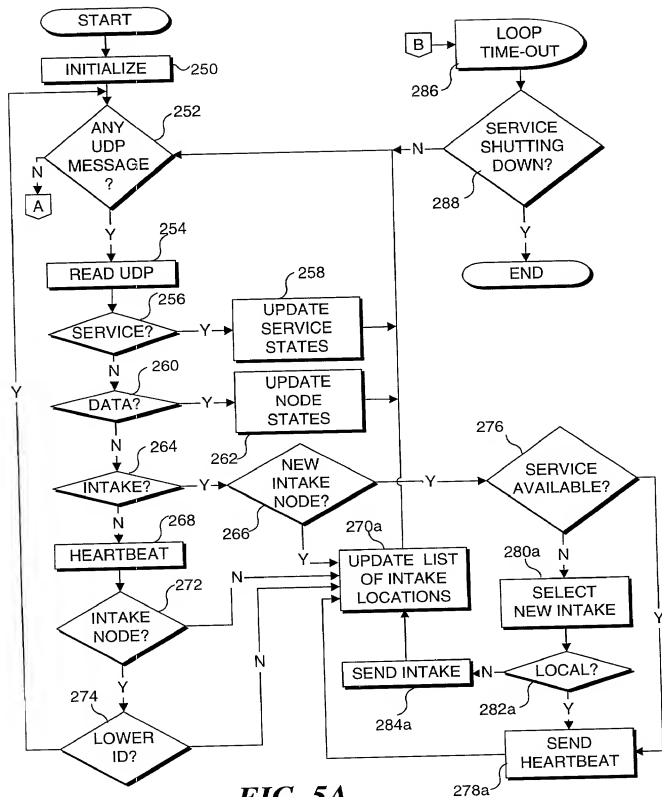 START
INITIALIZE
250
252
ANY
UDP
MESSAGE
?
N
A
Y
254
READ UDP
256
SERVICE?
Y
258
UPDATE
SERVICE
STATES
N
260
DATA?
Y
UPDATE
NODE
STATES
262
N
264
INTAKE?
Y
NEW
INTAKE
NODE?
266
Y
Y
N
268
HEARTBEAT
272
INTAKE
NODE?
N
Y
274
LOWER
ID?
N
Y
270a
UPDATE LIST
OF INTAKE
LOCATIONS
SEND INTAKE
284a
B
LOOP
TIME-OUT
286
SERVICE
SHUTTING
DOWN?
288
N
Y
END
276
SERVICE
AVAILABLE?
N
Y
280a
SELECT
NEW INTAKE
LOCAL?
282a
N
Y
SEND
HEARTBEAT
278a
FIG. 5A